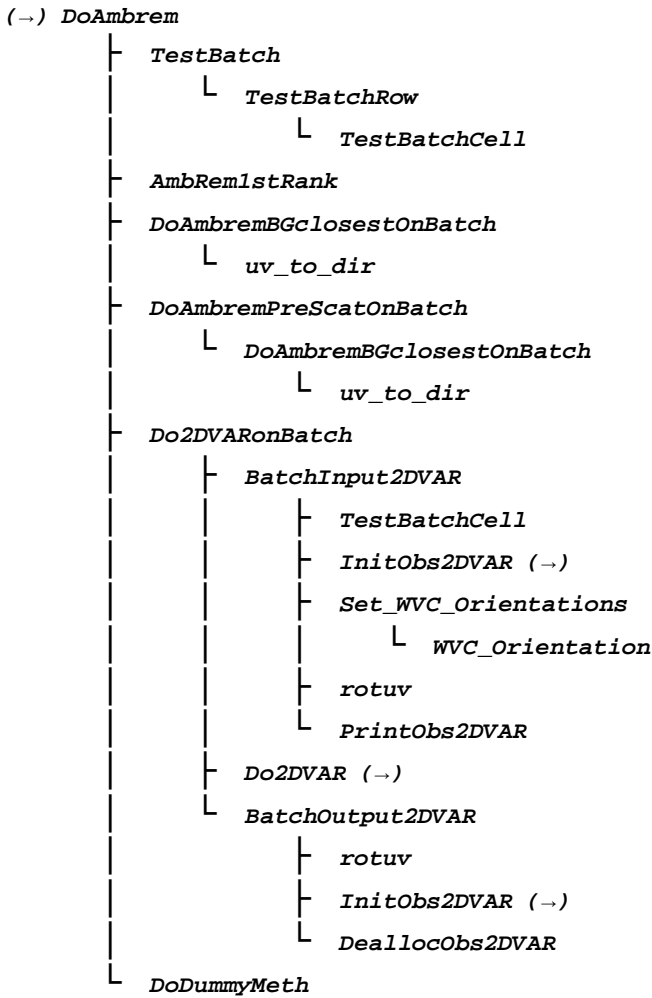 (→) DoAmbrem
TestBatch
TestBatchRow
TestBatchCell
AmbRem1stRank
DoAmbremBGclosestOnBatch
uv_to_dir
DoAmbremPreScatOnBatch
DoAmbremBGclosestOnBatch
uv_to_dir
Do2DVARonBatch
BatchInput2DVAR
TestBatchCell
InitObs2DVAR (→)
Set_WVC_Orientations
WVC_Orientation
rotuv
PrintObs2DVAR
Do2DVAR (→)
BatchOutput2DVAR
rotuv
InitObs2DVAR (→)
DeallocObs2DVAR
DoDummyMeth